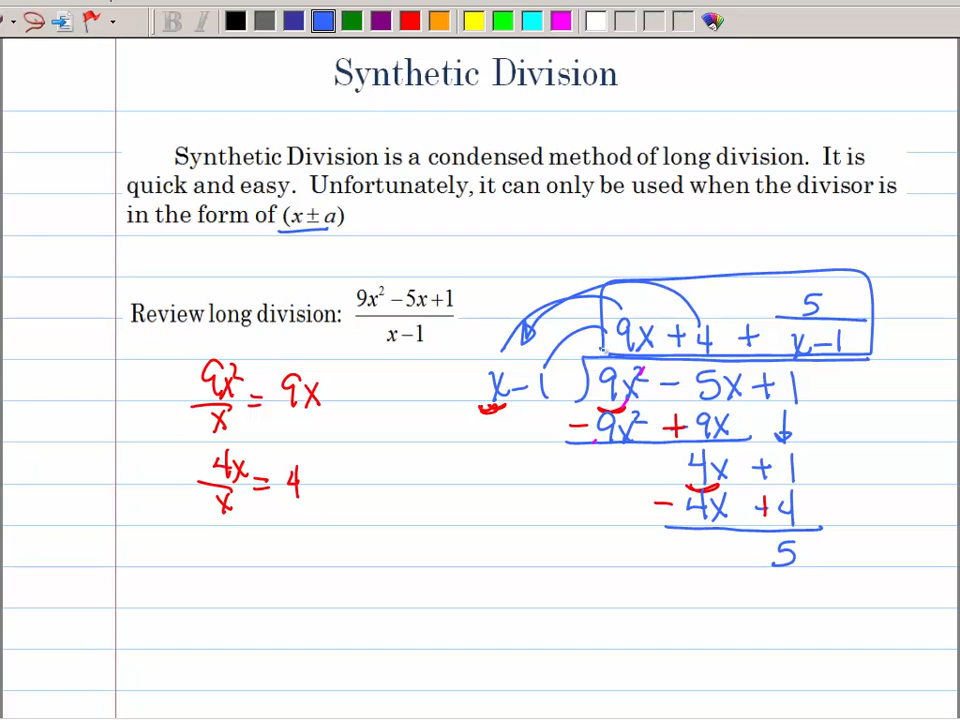 Synthetic Division
Synthetic Division is a condensed method of long division. It is
quick and easy. Unfortunately, it can only be used when the divisor is
in the form of (x ± a)
Review long division: (9x² − 5x + 1)/(x − 1)
9x²/x = 9x
4x/x = 4
9x + 4 + 5/(x−1)
x − 1 ) 9x² − 5x + 1
− 9x² + 9x
4x + 1
− 4x + 4
5